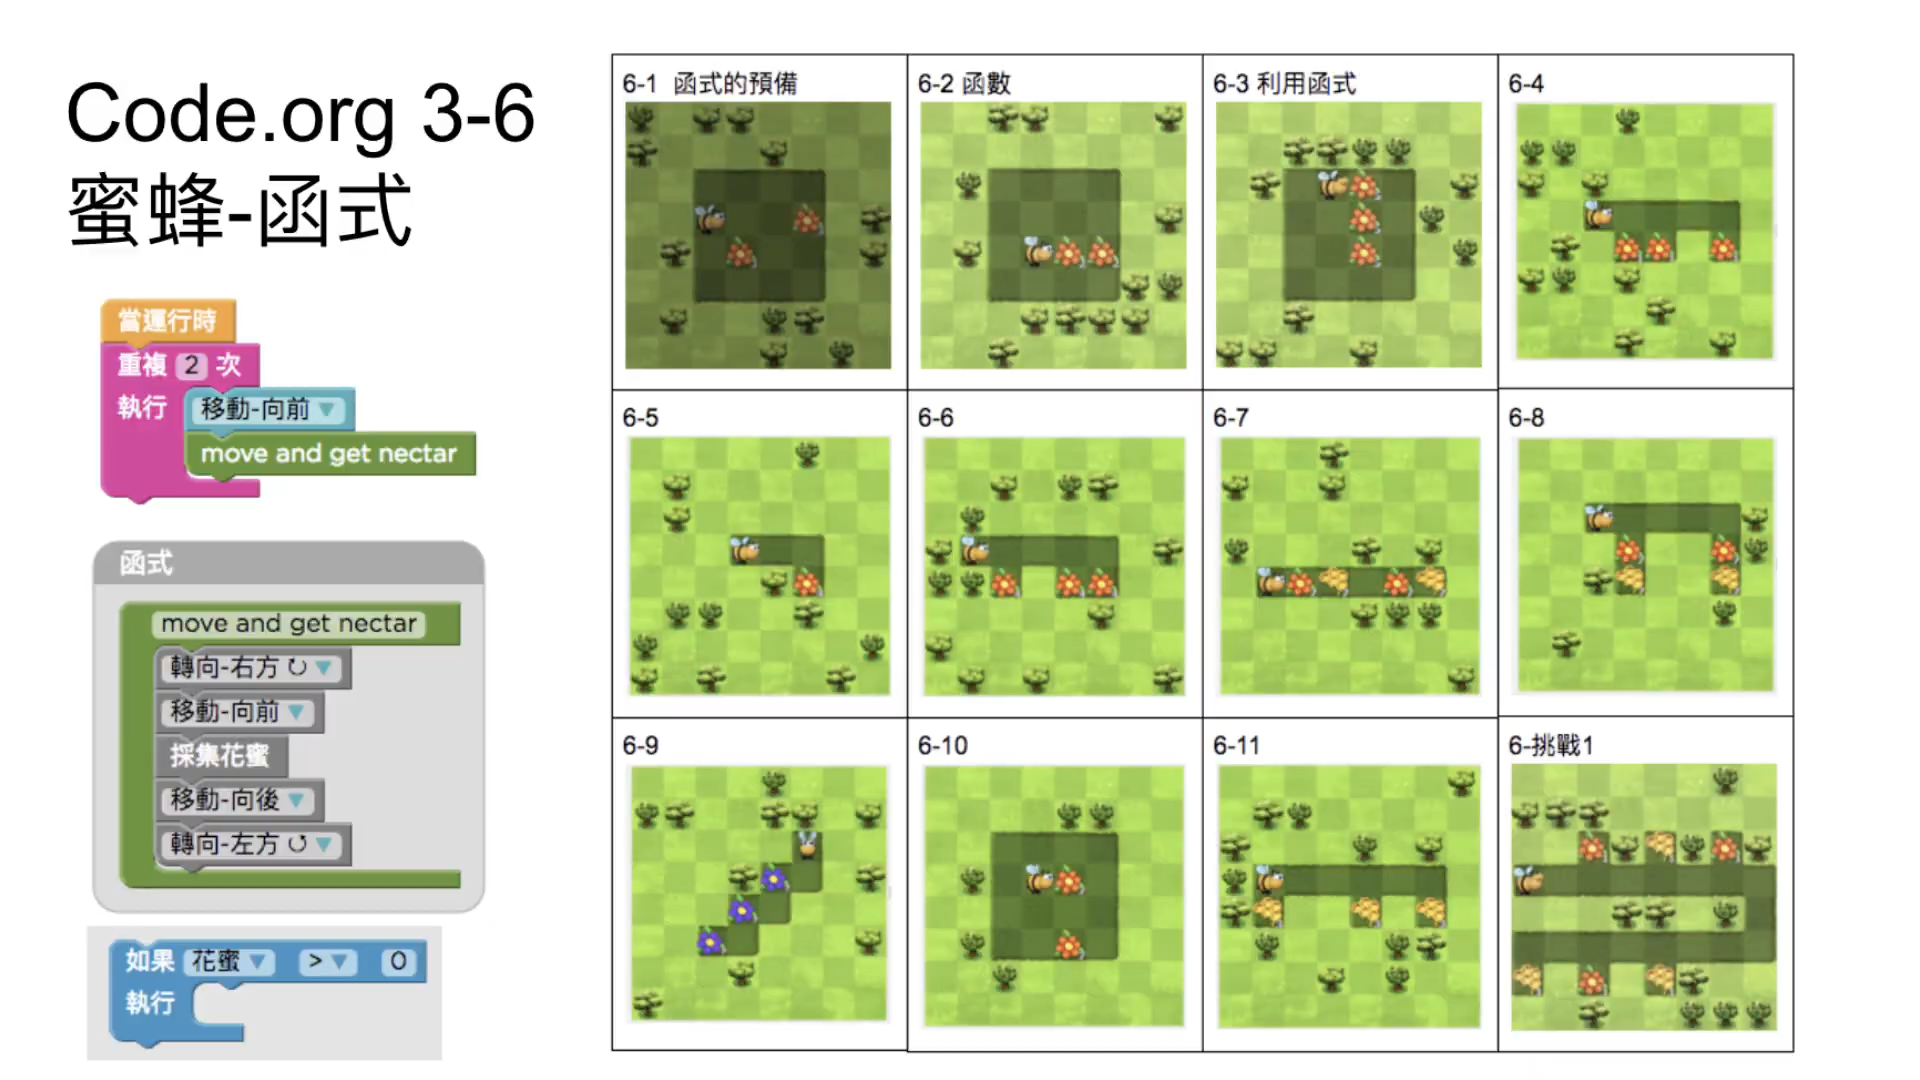 Code.org 3-6
蜜蜂-函式
當運行時
重複 2 次
執行
移動-向前
move and get nectar
函式
move and get nectar
轉向-右方 ↻
移動-向前
採集花蜜
移動-向後
轉向-左方 ↺
如果 花蜜 > 0
執行
6-1 函式的預備
6-2 函數
6-3 利用函式
6-4
6-5
6-6
6-7
6-8
6-9
6-10
6-11
6-挑戰1